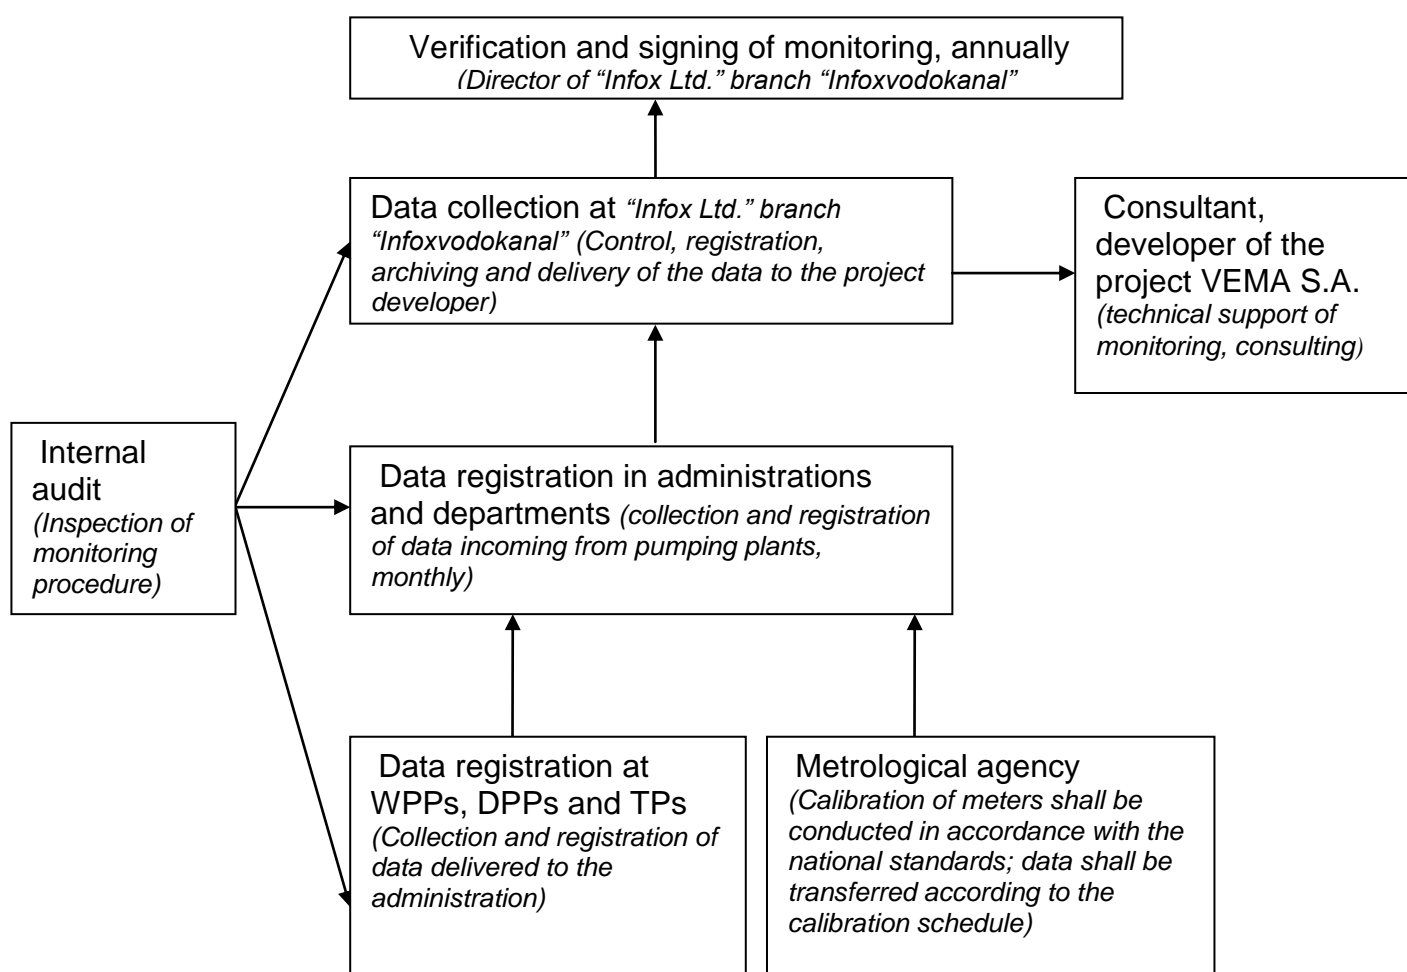 Verification and signing of monitoring, annually
(Director of “Infox Ltd.” branch “Infoxvodokanal”
Data collection at “Infox Ltd.” branch
“Infoxvodokanal” (Control, registration,
archiving and delivery of the data to the project
developer)
Consultant,
developer of the
project VEMA S.A.
(technical support of
monitoring, consulting)
Internal
audit
(Inspection of
monitoring
procedure)
Data registration in administrations
and departments (collection and registration
of data incoming from pumping plants,
monthly)
Data registration at
WPPs, DPPs and TPs
(Collection and registration of
data delivered to the
administration)
Metrological agency
(Calibration of meters shall be
conducted in accordance with the
national standards; data shall be
transferred according to the
calibration schedule)